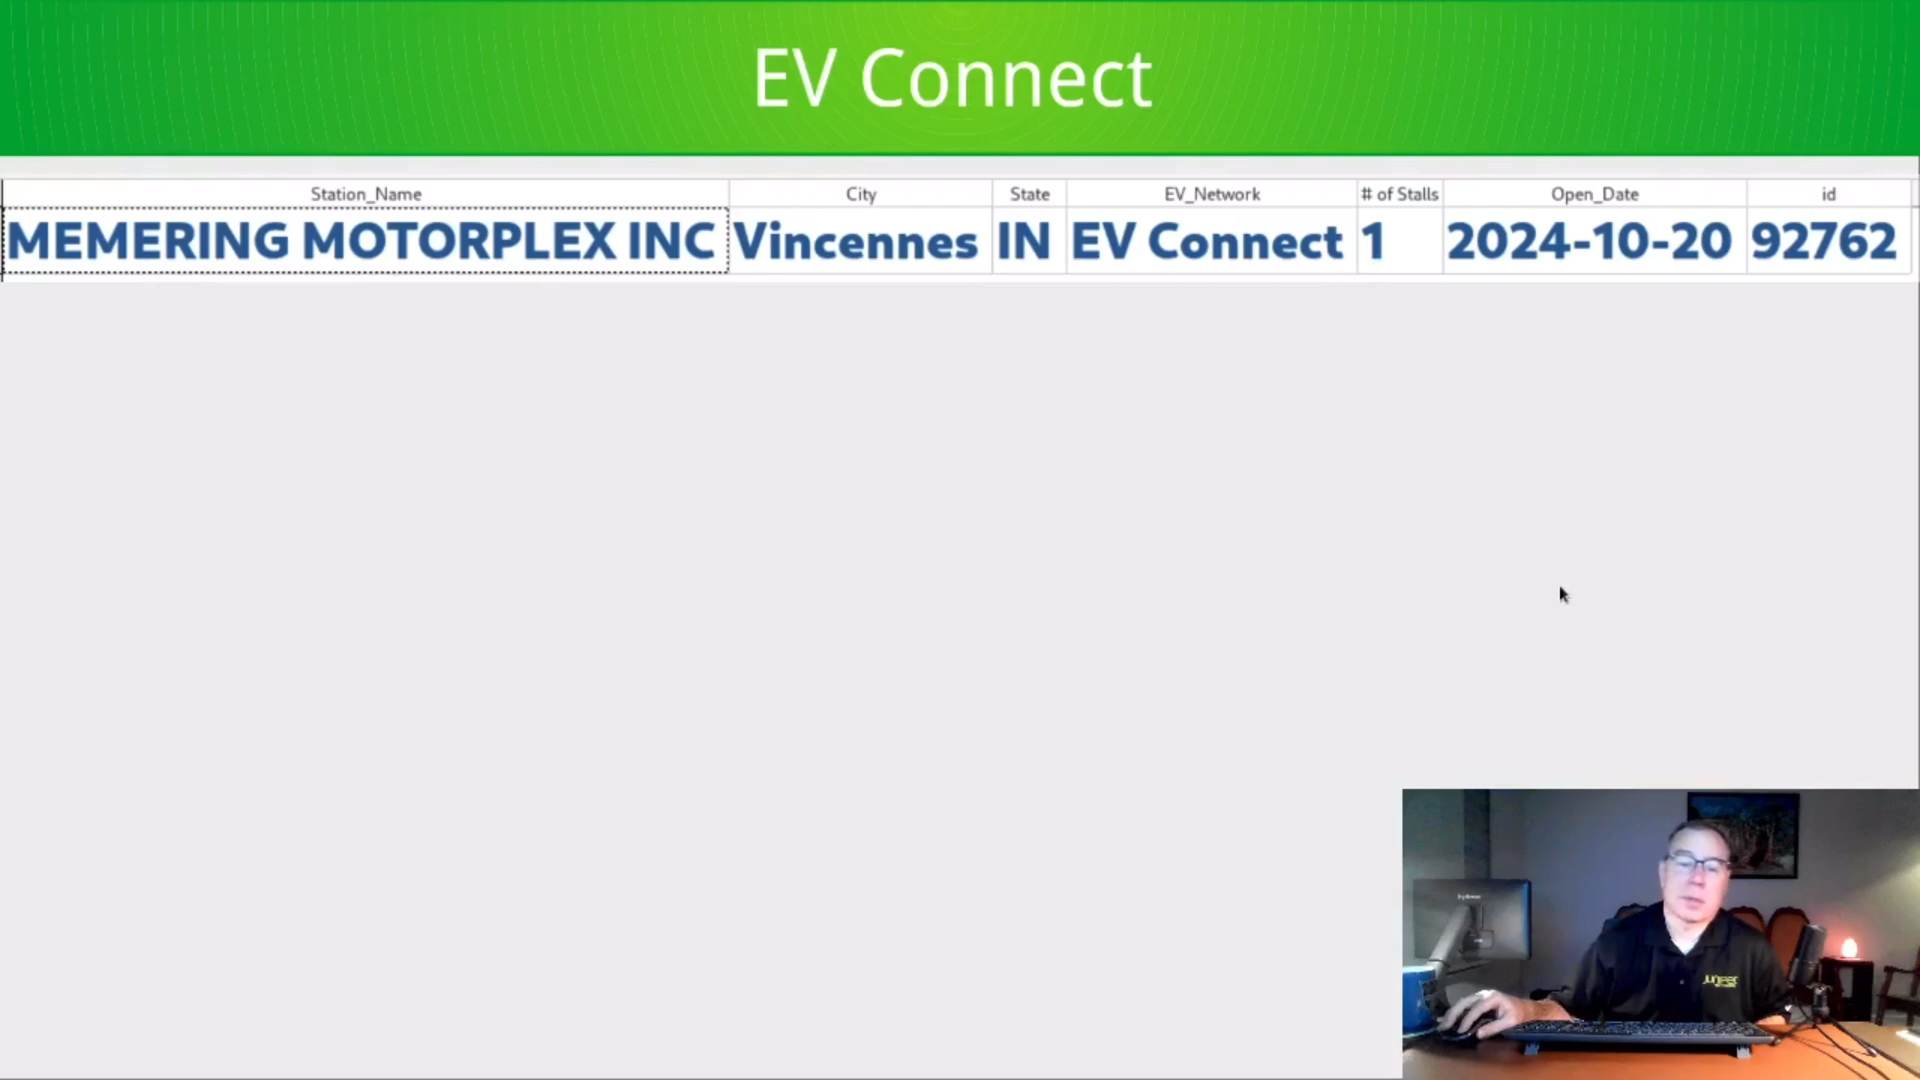 EV Connect
Station_Name City State EV_Network # of Stalls Open_Date id
MEMERING MOTORPLEX INC Vincennes IN EV Connect 1 2024-10-20 92762